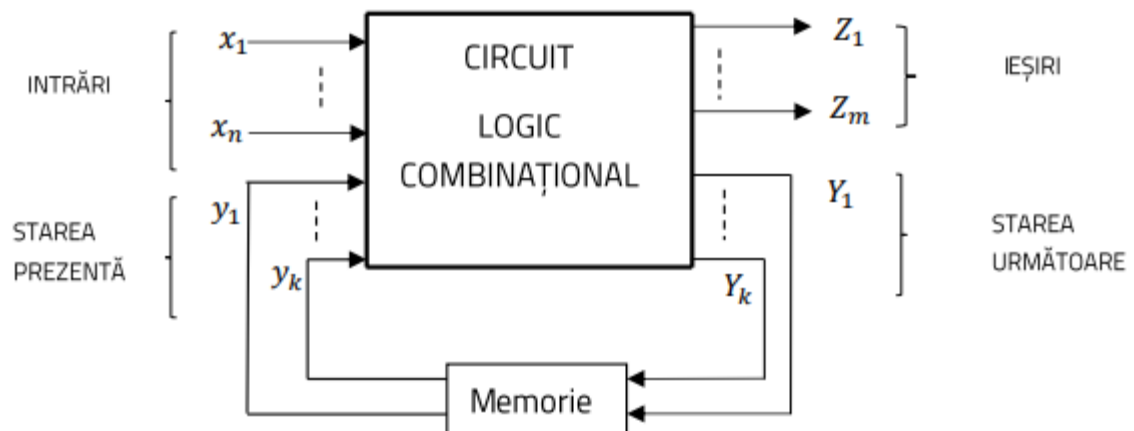 INTRĂRI
x₁
xₙ
STAREA
PREZENTĂ
y₁
yₖ
CIRCUIT
LOGIC
COMBINAȚIONAL
Z₁
Zₘ
IEȘIRI
Y₁
Yₖ
STAREA
URMĂTOARE
Memorie